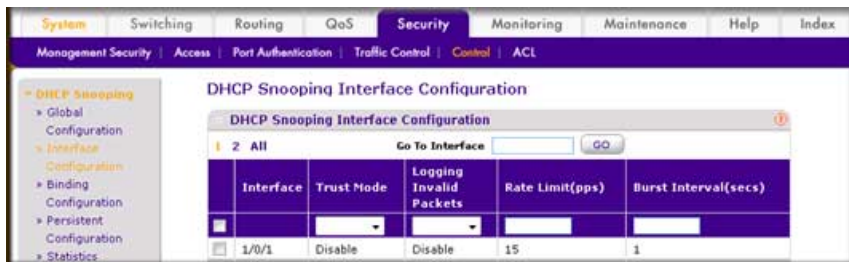 System Switching Routing QoS Security Monitoring Maintenance Help Index
Management Security | Access | Port Authentication | Traffic Control | Control | ACL
DHCP Snooping
» Global
Configuration
» Interface
Configuration
» Binding
Configuration
» Persistent
Configuration
» Statistics
DHCP Snooping Interface Configuration
DHCP Snooping Interface Configuration
1 2 All Go To Interface GO
Interface Trust Mode Logging Invalid Packets Rate Limit(pps) Burst Interval(secs)
1/0/1 Disable Disable 15 1